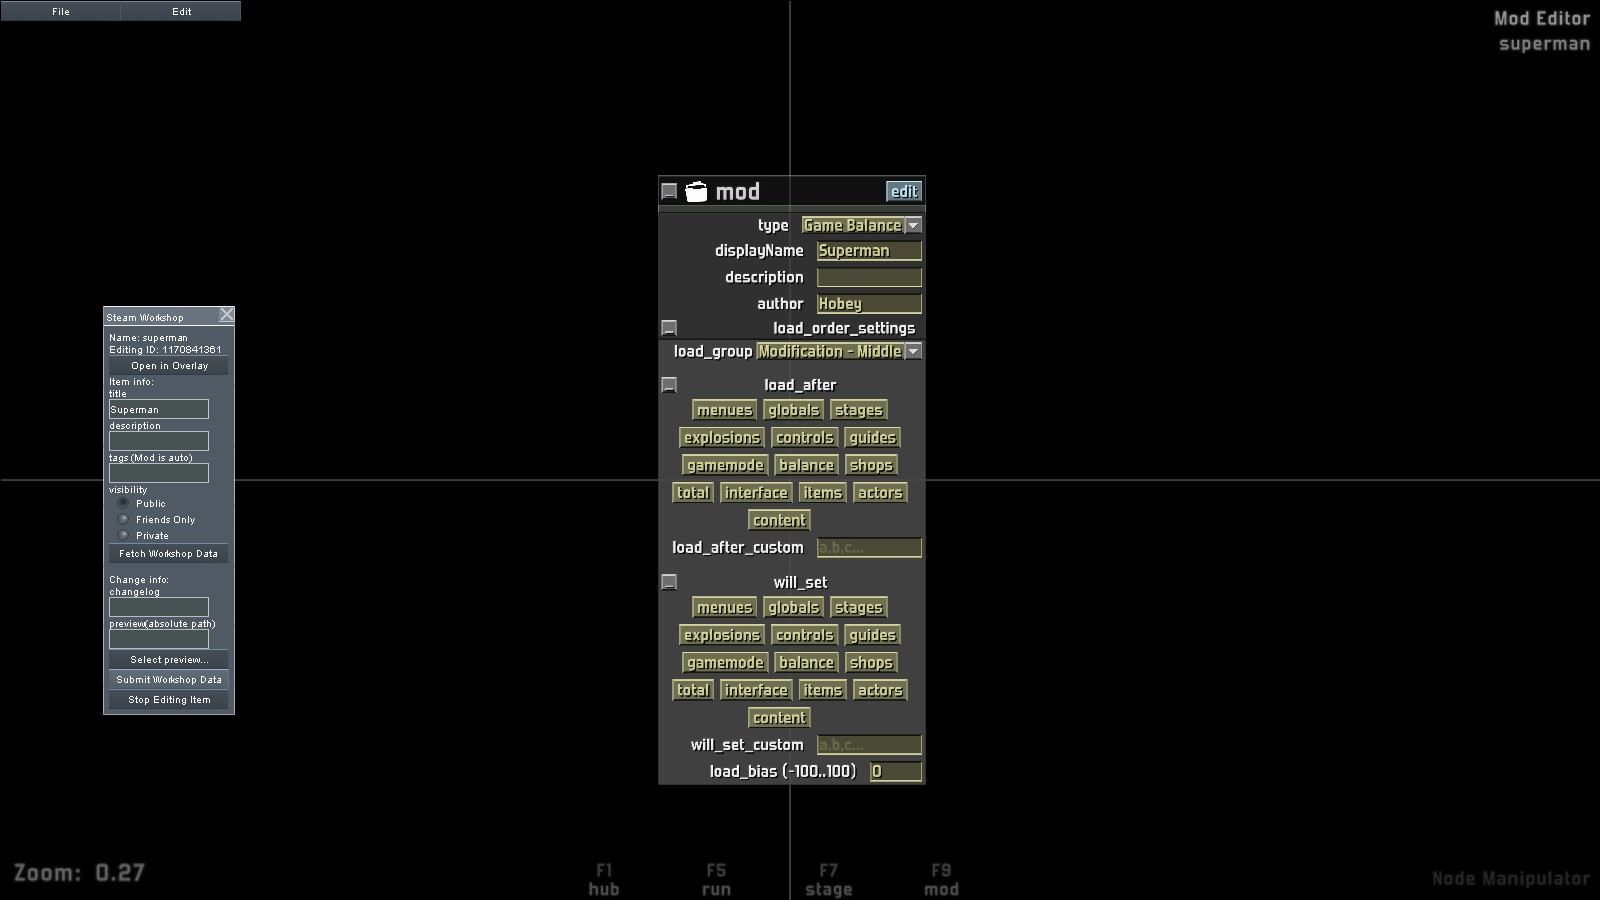 File Edit
Mod Editor
superman
mod edit
type Game Balance
displayName Superman
description
author Hobey
load_order_settings
load_group Modification - Middle
load_after
menues globals stages
explosions controls guides
gamemode balance shops
total interface items actors
content
load_after_custom a,b,c...
will_set
menues globals stages
explosions controls guides
gamemode balance shops
total interface items actors
content
will_set_custom a,b,c...
load_bias (-100..100) 0
Steam Workshop
Name: superman
Editing ID: 1170841361
Open in Overlay
Item info:
title
Superman
description
tags(Mod is auto)
visibility
Public
Friends Only
Private
Fetch Workshop Data
Change info:
changelog
preview(absolute path)
Select preview...
Submit Workshop Data
Stop Editing Item
Zoom: 0.27
F1 F5 F7 F9
hub run stage mod
Node Manipulator